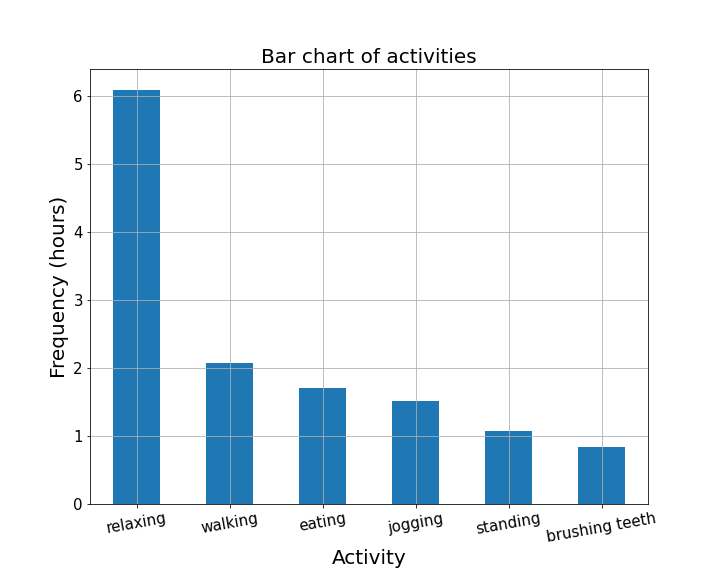 Bar chart of activities
Frequency (hours)
6
5
4
3
2
1
0
relaxing
walking
eating
jogging
standing
brushing teeth
Activity